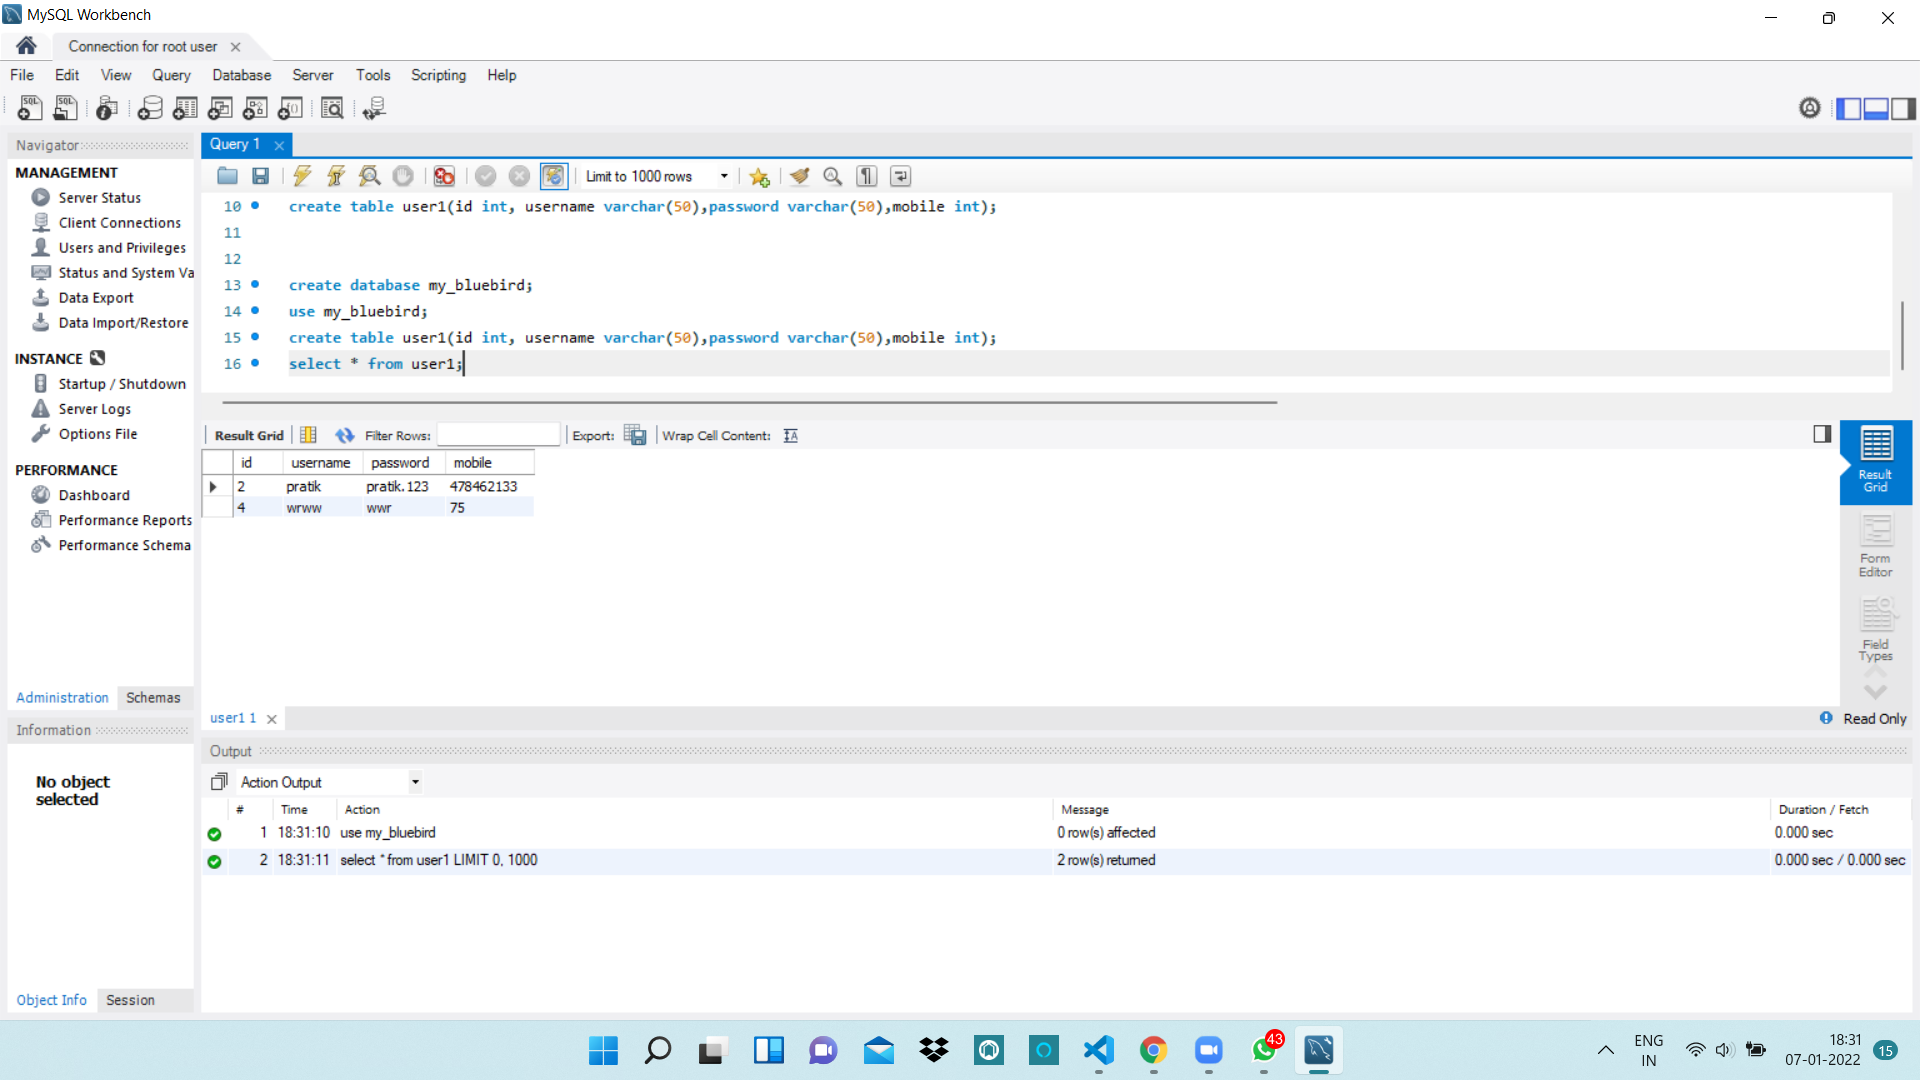 MySQL Workbench
Connection for root user
File Edit View Query Database Server Tools Scripting Help
Navigator
MANAGEMENT
Server Status
Client Connections
Users and Privileges
Status and System Va
Data Export
Data Import/Restore
INSTANCE
Startup / Shutdown
Server Logs
Options File
PERFORMANCE
Dashboard
Performance Reports
Performance Schema
Administration Schemas
Information
No object
selected
Object Info Session
Query 1
Limit to 1000 rows
10 create table user1(id int, username varchar(50),password varchar(50),mobile int);
11
12
13 create database my_bluebird;
14 use my_bluebird;
15 create table user1(id int, username varchar(50),password varchar(50),mobile int);
16 select * from user1;
Result Grid Filter Rows: Export: Wrap Cell Content:
id username password mobile
2 pratik pratik.123 478462133
4 wrww wwr 75
Result
Grid
Form
Editor
Field
Types
user1 1
Read Only
Output
Action Output
# Time Action Message Duration / Fetch
1 18:31:10 use my_bluebird 0 row(s) affected 0.000 sec
2 18:31:11 select * from user1 LIMIT 0, 1000 2 row(s) returned 0.000 sec / 0.000 sec
43
ENG
IN
18:31
07-01-2022
15